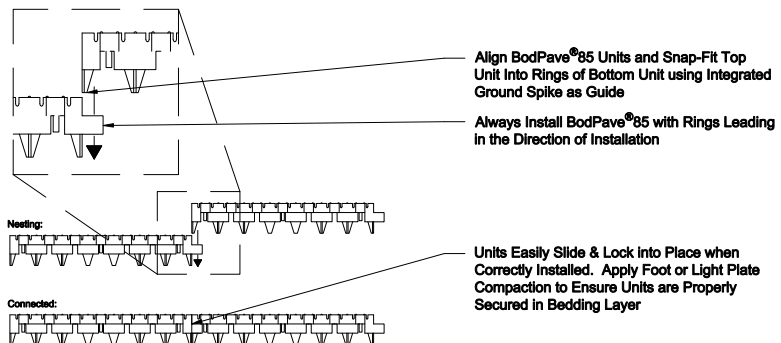 Align BodPave®85 Units and Snap-Fit Top
Unit Into Rings of Bottom Unit using Integrated
Ground Spike as Guide
Always Install BodPave®85 with Rings Leading
in the Direction of Installation
Nesting:
Units Easily Slide & Lock into Place when
Correctly Installed. Apply Foot or Light Plate
Compaction to Ensure Units are Properly
Secured in Bedding Layer
Connected: